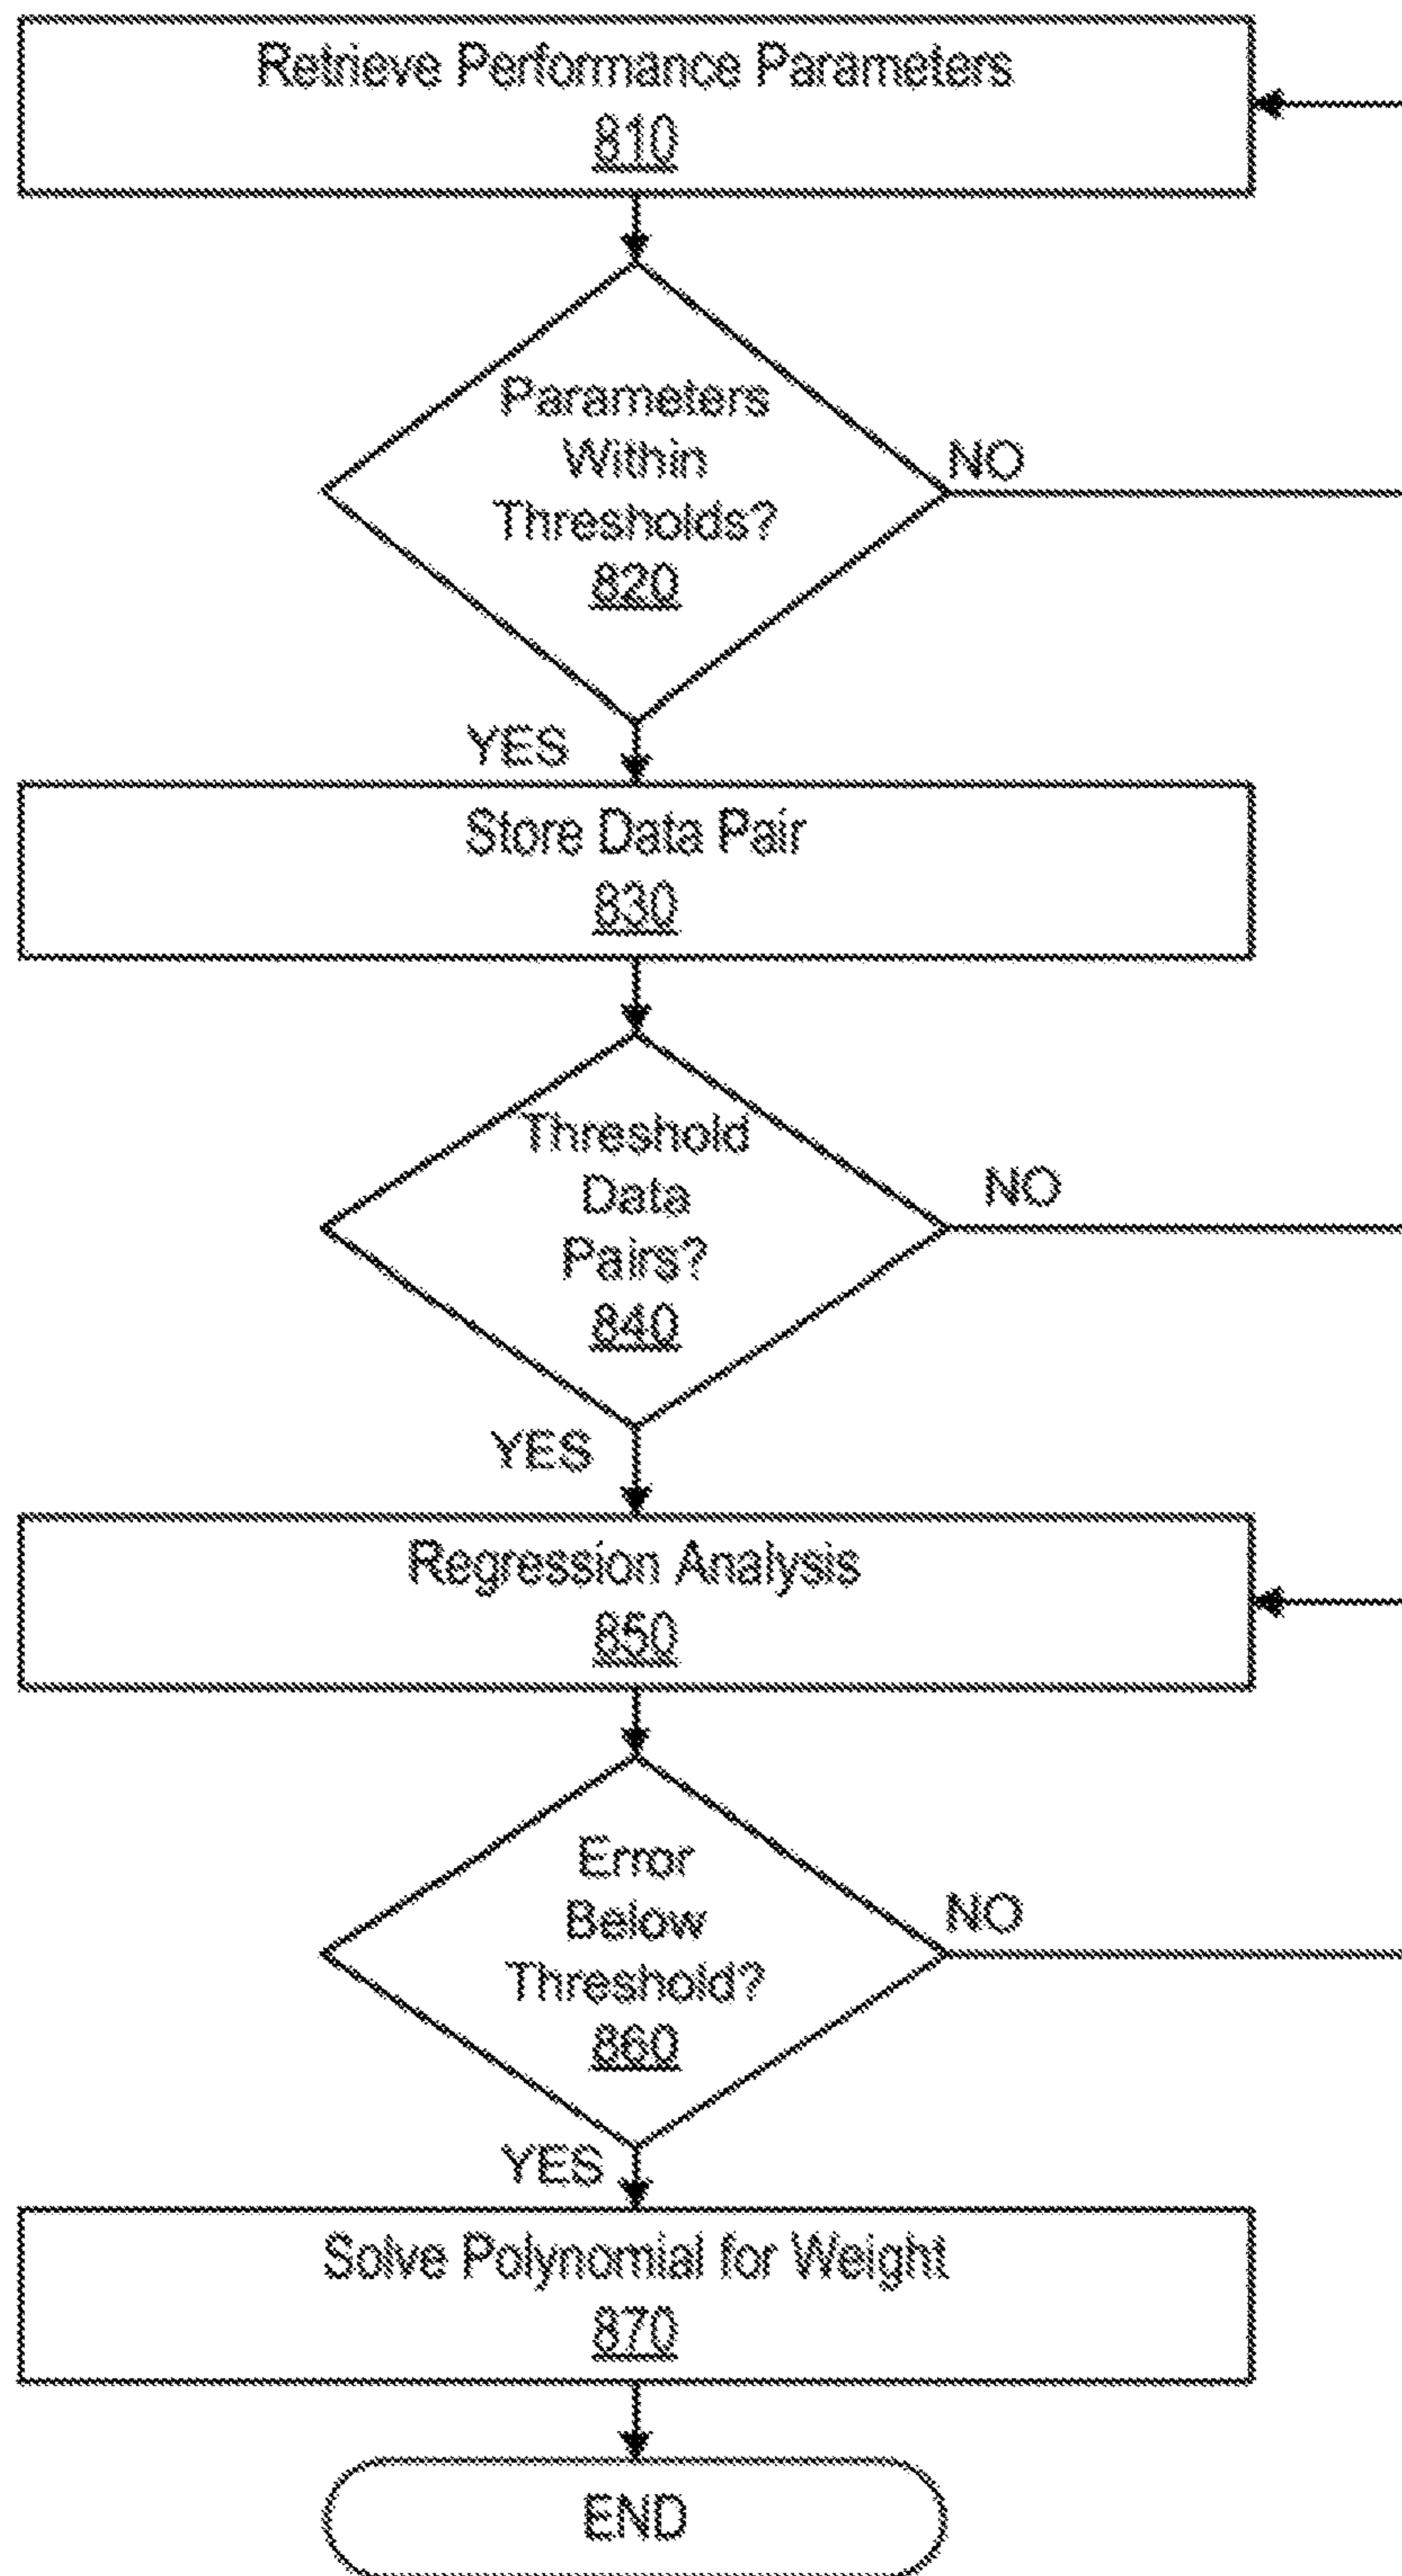 Retrieve Performance Parameters
810
Parameters
Within
Thresholds?
820
NO
YES
Store Data Pair
830
Threshold
Data
Pairs?
840
NO
YES
Regression Analysis
850
Error
Below
Threshold?
860
NO
YES
Solve Polynomial for Weight
870
END